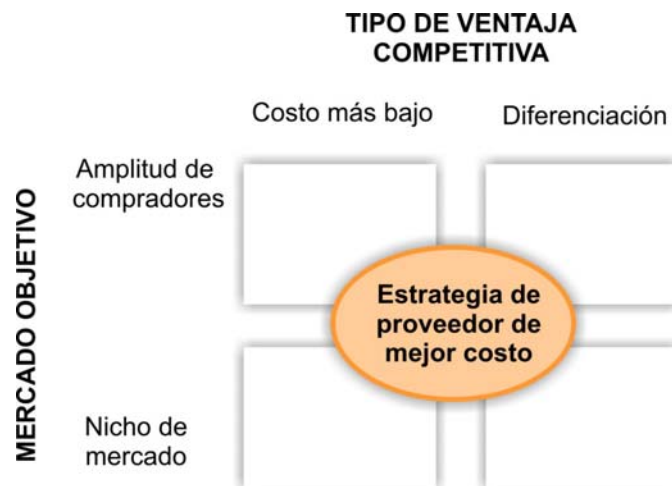 TIPO DE VENTAJA
COMPETITIVA
Costo más bajo
Diferenciación
Amplitud de
compradores
MERCADO OBJETIVO
Estrategia de
proveedor de
mejor costo
Nicho de
mercado